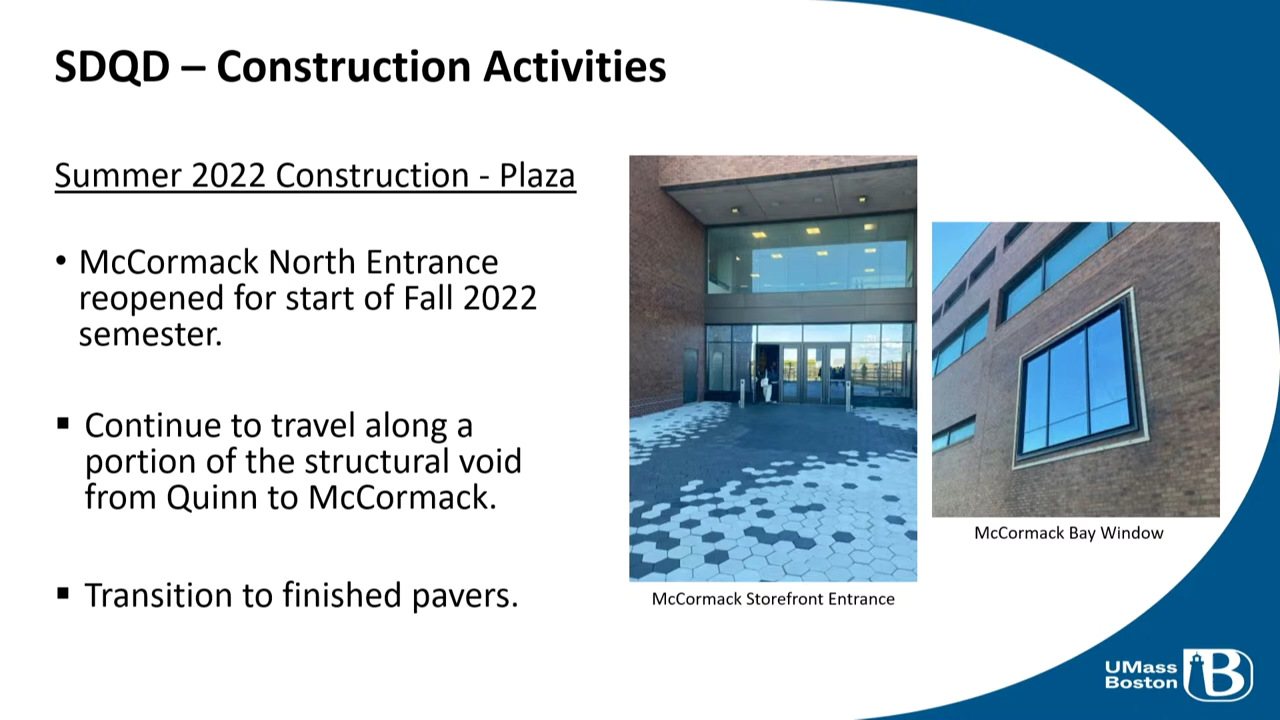 SDQD – Construction Activities
Summer 2022 Construction - Plaza
• McCormack North Entrance
reopened for start of Fall 2022
semester.
▪ Continue to travel along a
portion of the structural void
from Quinn to McCormack.
▪ Transition to finished pavers.
McCormack Storefront Entrance
McCormack Bay Window
UMass
Boston
B